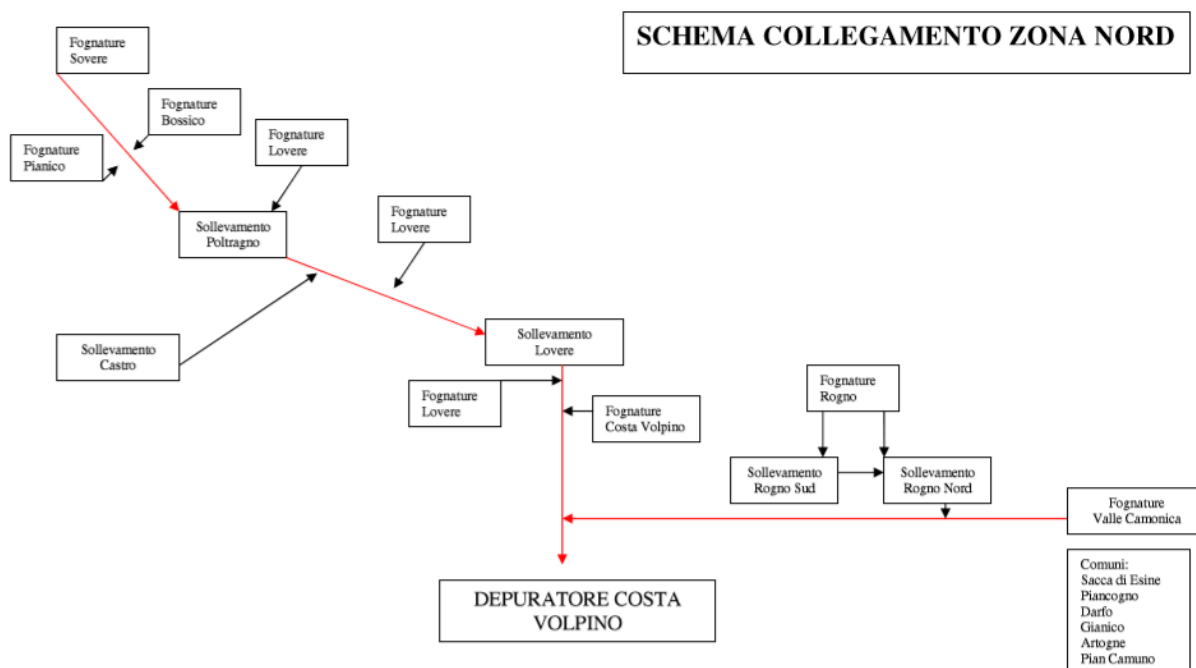 SCHEMA COLLEGAMENTO ZONA NORD
Fognature
Sovere
Fognature
Bossico
Fognature
Lovere
Fognature
Pianico
Sollevamento
Poltragno
Fognature
Lovere
Sollevamento
Castro
Sollevamento
Lovere
Fognature
Lovere
Fognature
Costa Volpino
Fognature
Rogno
Sollevamento
Rogno Sud
Sollevamento
Rogno Nord
Fognature
Valle Camonica
DEPURATORE COSTA
VOLPINO
Comuni:
Sacca di Esine
Piancogno
Darfo
Gianico
Artogne
Pian Camuno